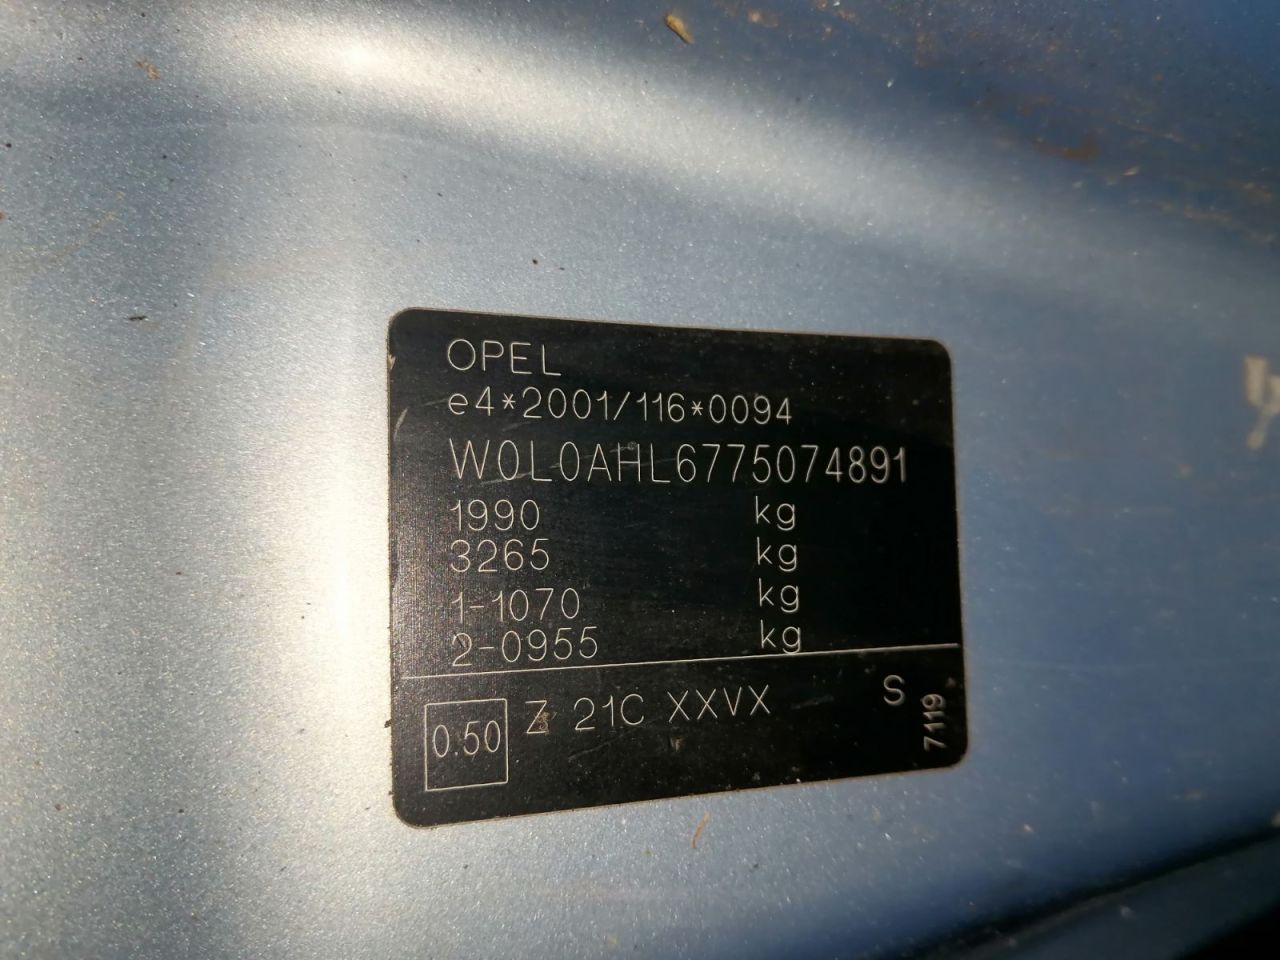 OPEL
e4*2001/116*0094
W0L0AHL6775074891
1990 kg
3265 kg
1-1070 kg
2-0955 kg
0.50 Z 21C XXVX S
7119